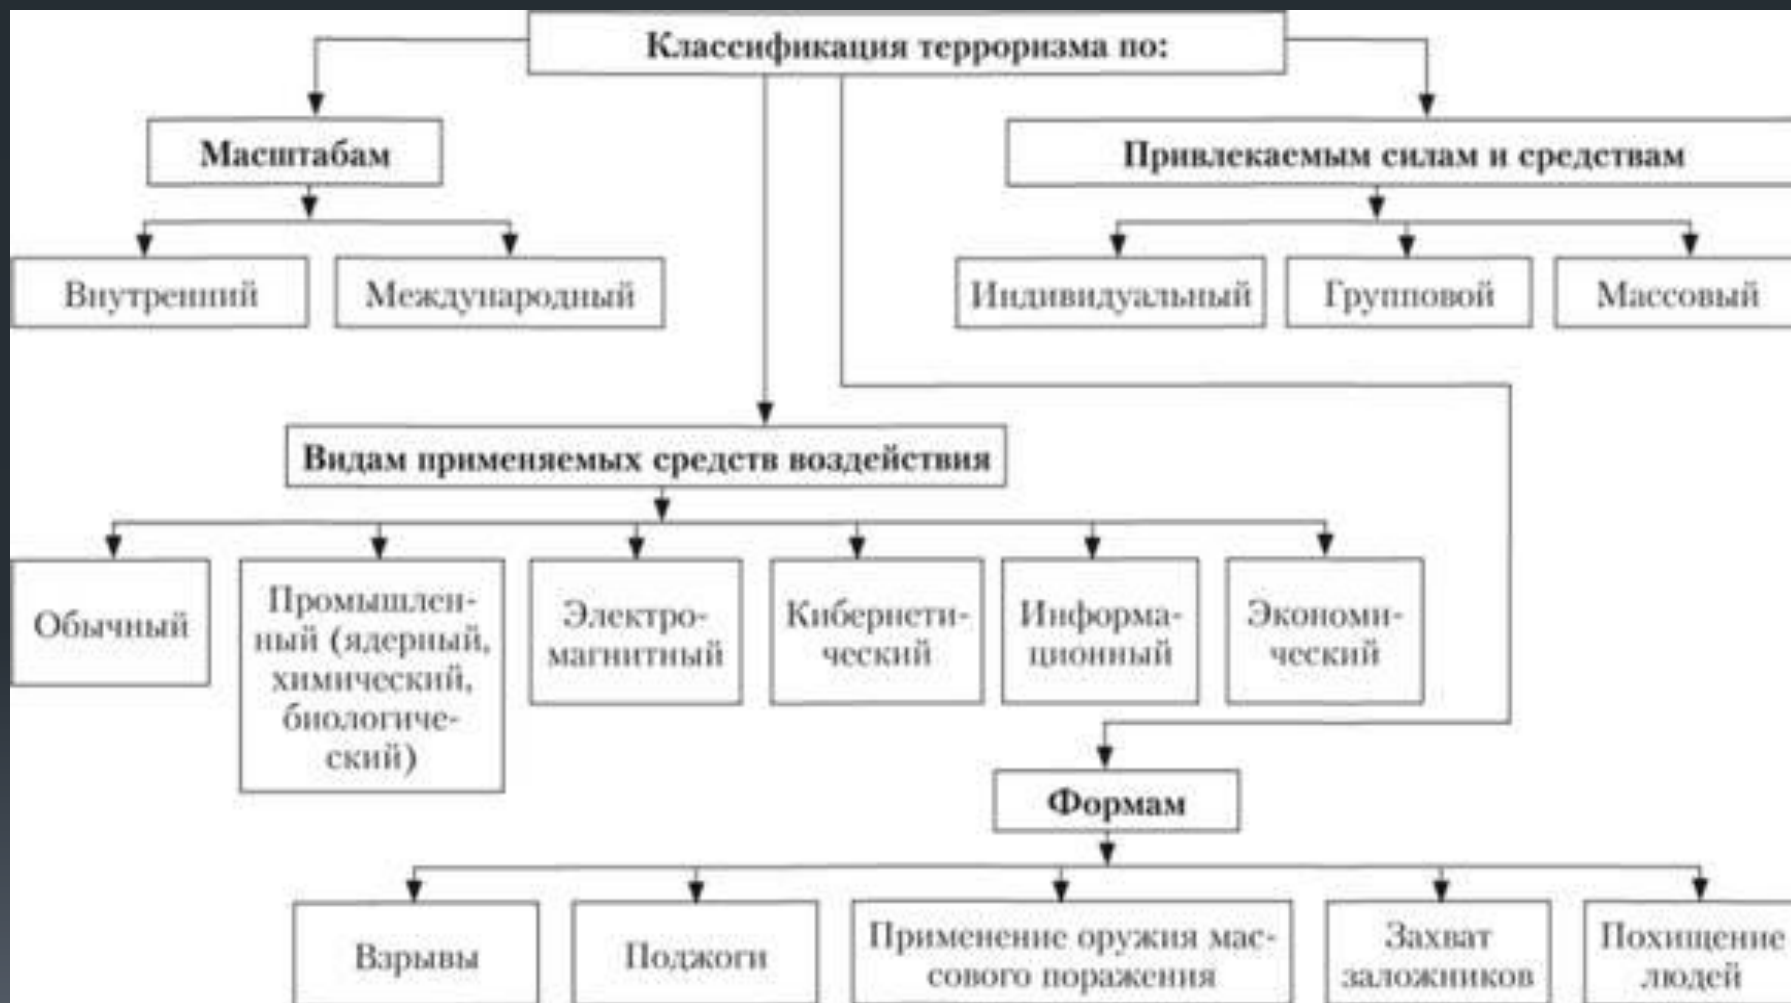 Классификация терроризма по:
Масштабам
Привлекаемым силам и средствам
Внутренний
Международный
Индивидуальный
Групповой
Массовый
Видам применяемых средств воздействия
Обычный
Промышлен-
ный (ядерный,
химический,
биологиче-
ский)
Электро-
магнитный
Кибернети-
ческий
Информа-
ционный
Экономи-
ческий
Формам
Взрывы
Поджоги
Применение оружия мас-
сового поражения
Захват
заложников
Похищение
людей